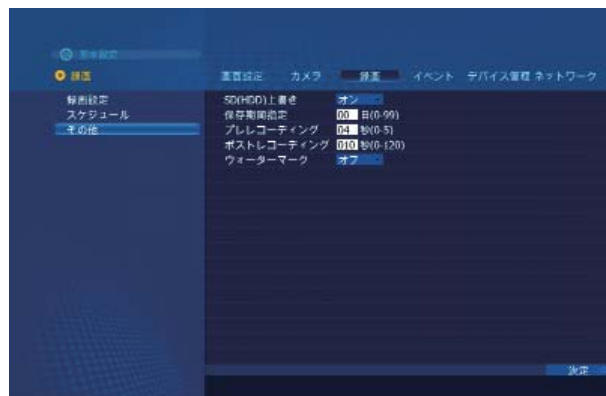 基本設定
録画
画面設定 カメラ 録画 イベント デバイス管理 ネットワーク
録画設定
スケジュール
その他
SD(HDD)上書き オン
保存期間指定 00 日(0-99)
プレレコーディング 04 秒(0-5)
ポストレコーディング 010 秒(0-120)
ウォーターマーク オフ
決定